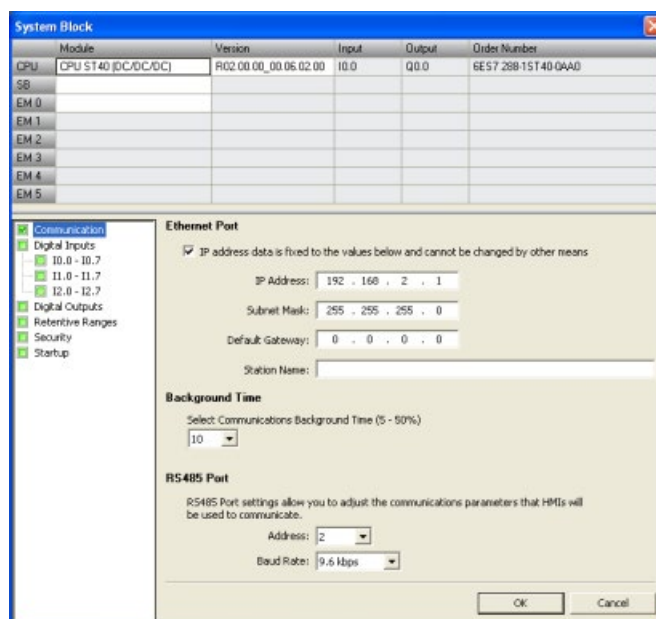 System Block
Module Version Input Output Order Number
CPU CPU ST40 (DC/DC/DC) R02.00.00_00.06.02.00 I0.0 Q0.0 6ES7 288-1ST40-0AA0
SB
EM 0
EM 1
EM 2
EM 3
EM 4
EM 5
Communication
Digital Inputs
I0.0 - I0.7
I1.0 - I1.7
I2.0 - I2.7
Digital Outputs
Retentive Ranges
Security
Startup
Ethernet Port
IP address data is fixed to the values below and cannot be changed by other means
IP Address: 192 . 168 . 2 . 1
Subnet Mask: 255 . 255 . 255 . 0
Default Gateway: 0 . 0 . 0 . 0
Station Name:
Background Time
Select Communications Background Time (5 - 50%)
10
RS485 Port
RS485 Port settings allow you to adjust the communications parameters that HMIs will
be used to communicate.
Address: 2
Baud Rate: 9.6 kbps
OK Cancel